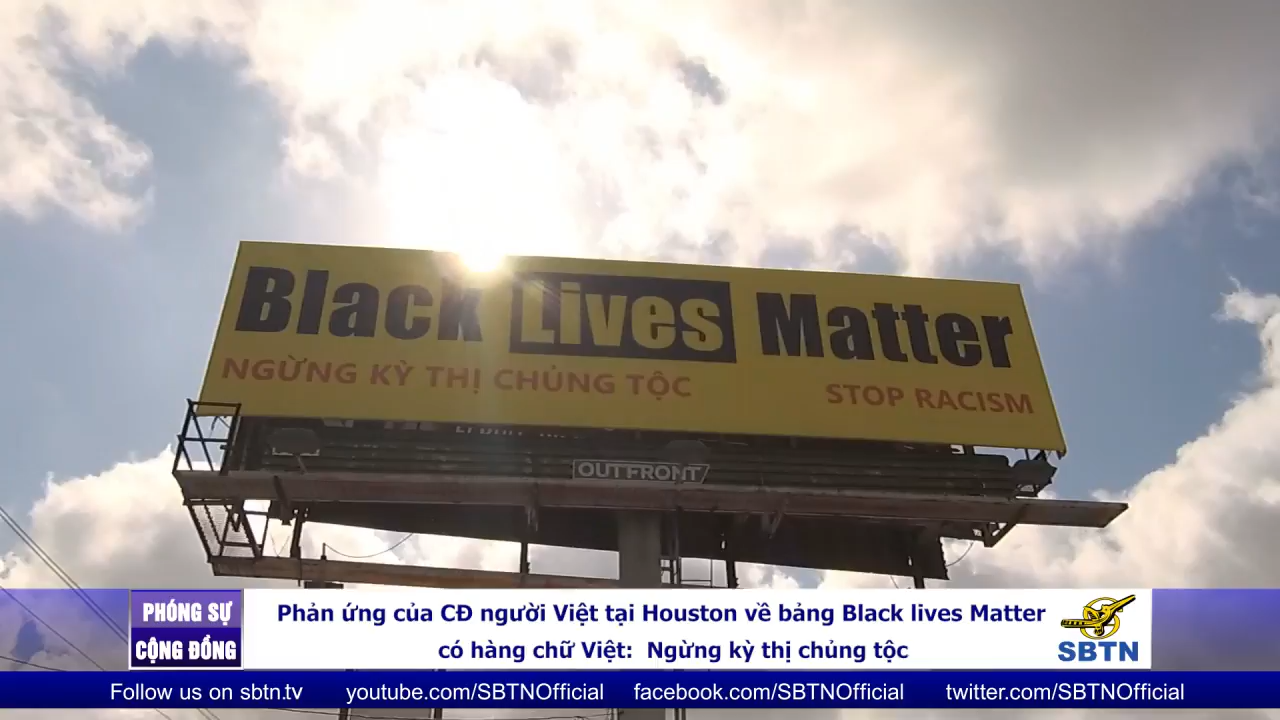 Black Lives Matter
NGỪNG KỲ THỊ CHỦNG TỘC
STOP RACISM
OUTFRONT
PHÓNG SỰ
CỘNG ĐỒNG
Phản ứng của CĐ người Việt tại Houston về bảng Black lives Matter
có hàng chữ Việt: Ngừng kỳ thị chủng tộc
SBTN
Follow us on sbtn.tv youtube.com/SBTNOfficial facebook.com/SBTNOfficial twitter.com/SBTNOfficial